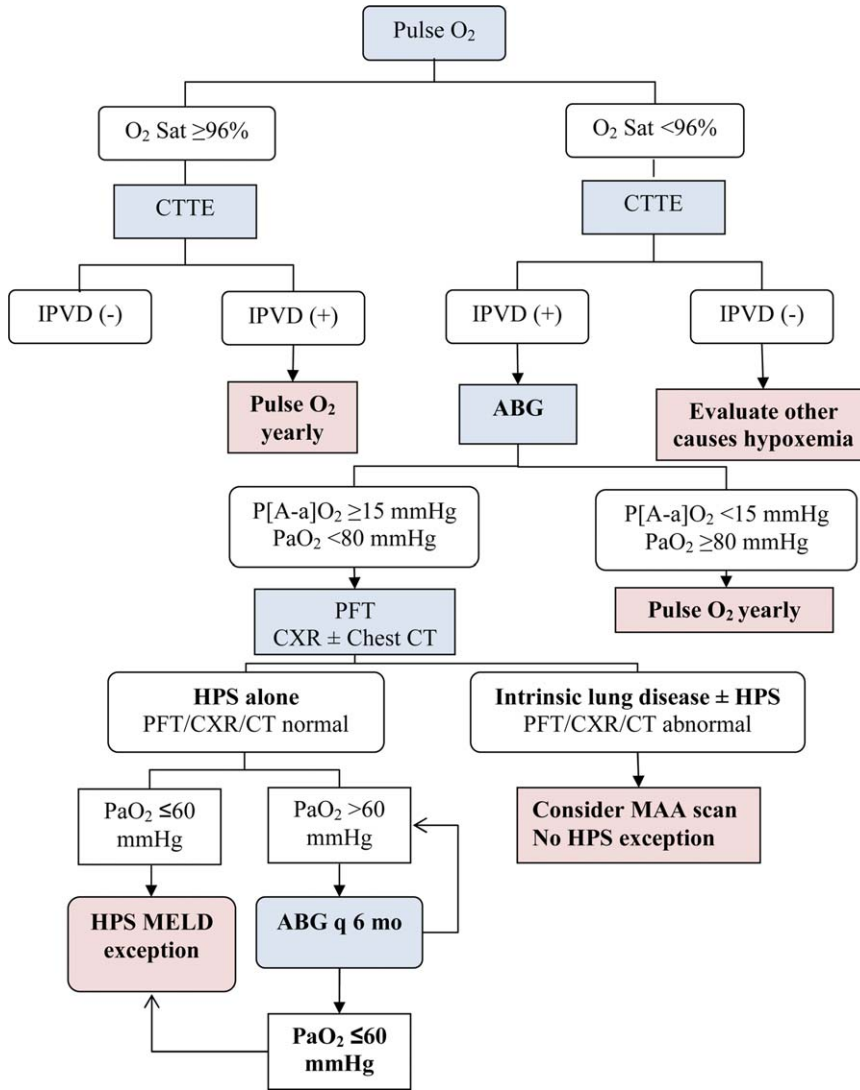 Pulse O₂
O₂ Sat ≥96%
O₂ Sat <96%
CTTE
CTTE
IPVD (-)
IPVD (+)
IPVD (+)
IPVD (-)
Pulse O₂
yearly
ABG
Evaluate other
causes hypoxemia
P[A-a]O₂ ≥15 mmHg
PaO₂ <80 mmHg
P[A-a]O₂ <15 mmHg
PaO₂ ≥80 mmHg
PFT
CXR ± Chest CT
Pulse O₂ yearly
HPS alone
PFT/CXR/CT normal
Intrinsic lung disease ± HPS
PFT/CXR/CT abnormal
PaO₂ ≤60
mmHg
PaO₂ >60
mmHg
Consider MAA scan
No HPS exception
HPS MELD
exception
ABG q 6 mo
PaO₂ ≤60
mmHg